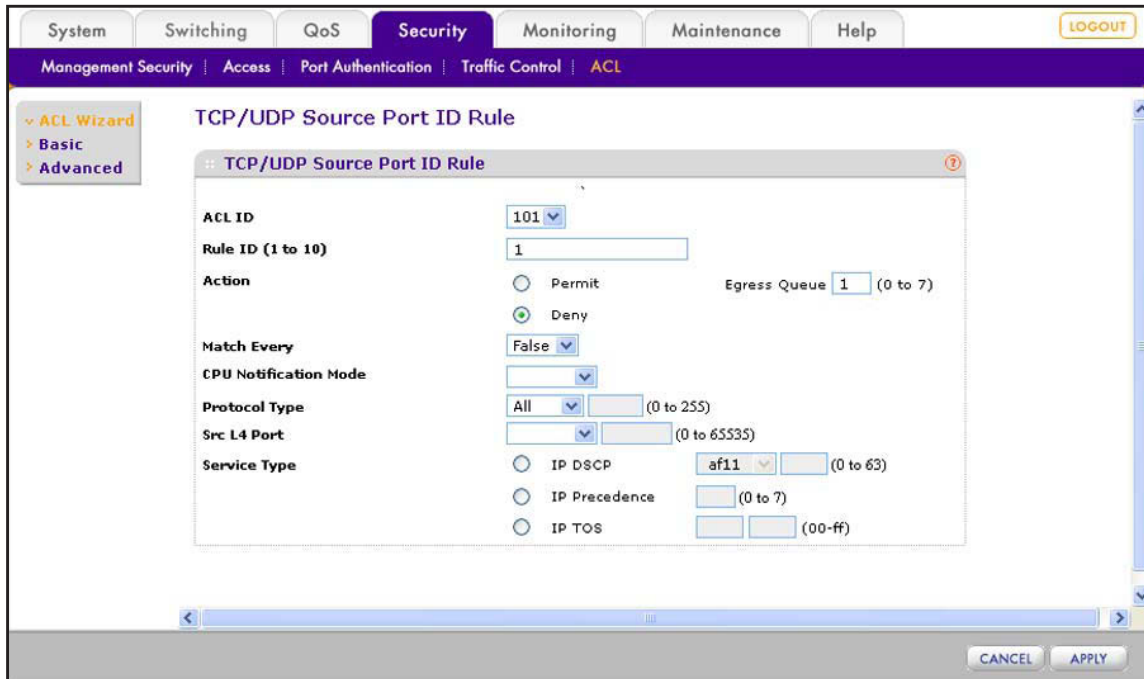 System Switching QoS Security Monitoring Maintenance Help LOGOUT
Management Security | Access | Port Authentication | Traffic Control | ACL
ACL Wizard
Basic
Advanced
TCP/UDP Source Port ID Rule
TCP/UDP Source Port ID Rule
ACL ID 101
Rule ID (1 to 10) 1
Action Permit Egress Queue 1 (0 to 7)
Deny
Match Every False
CPU Notification Mode
Protocol Type All (0 to 255)
Src L4 Port (0 to 65535)
Service Type IP DSCP af11 (0 to 63)
IP Precedence (0 to 7)
IP TOS (00-ff)
CANCEL APPLY